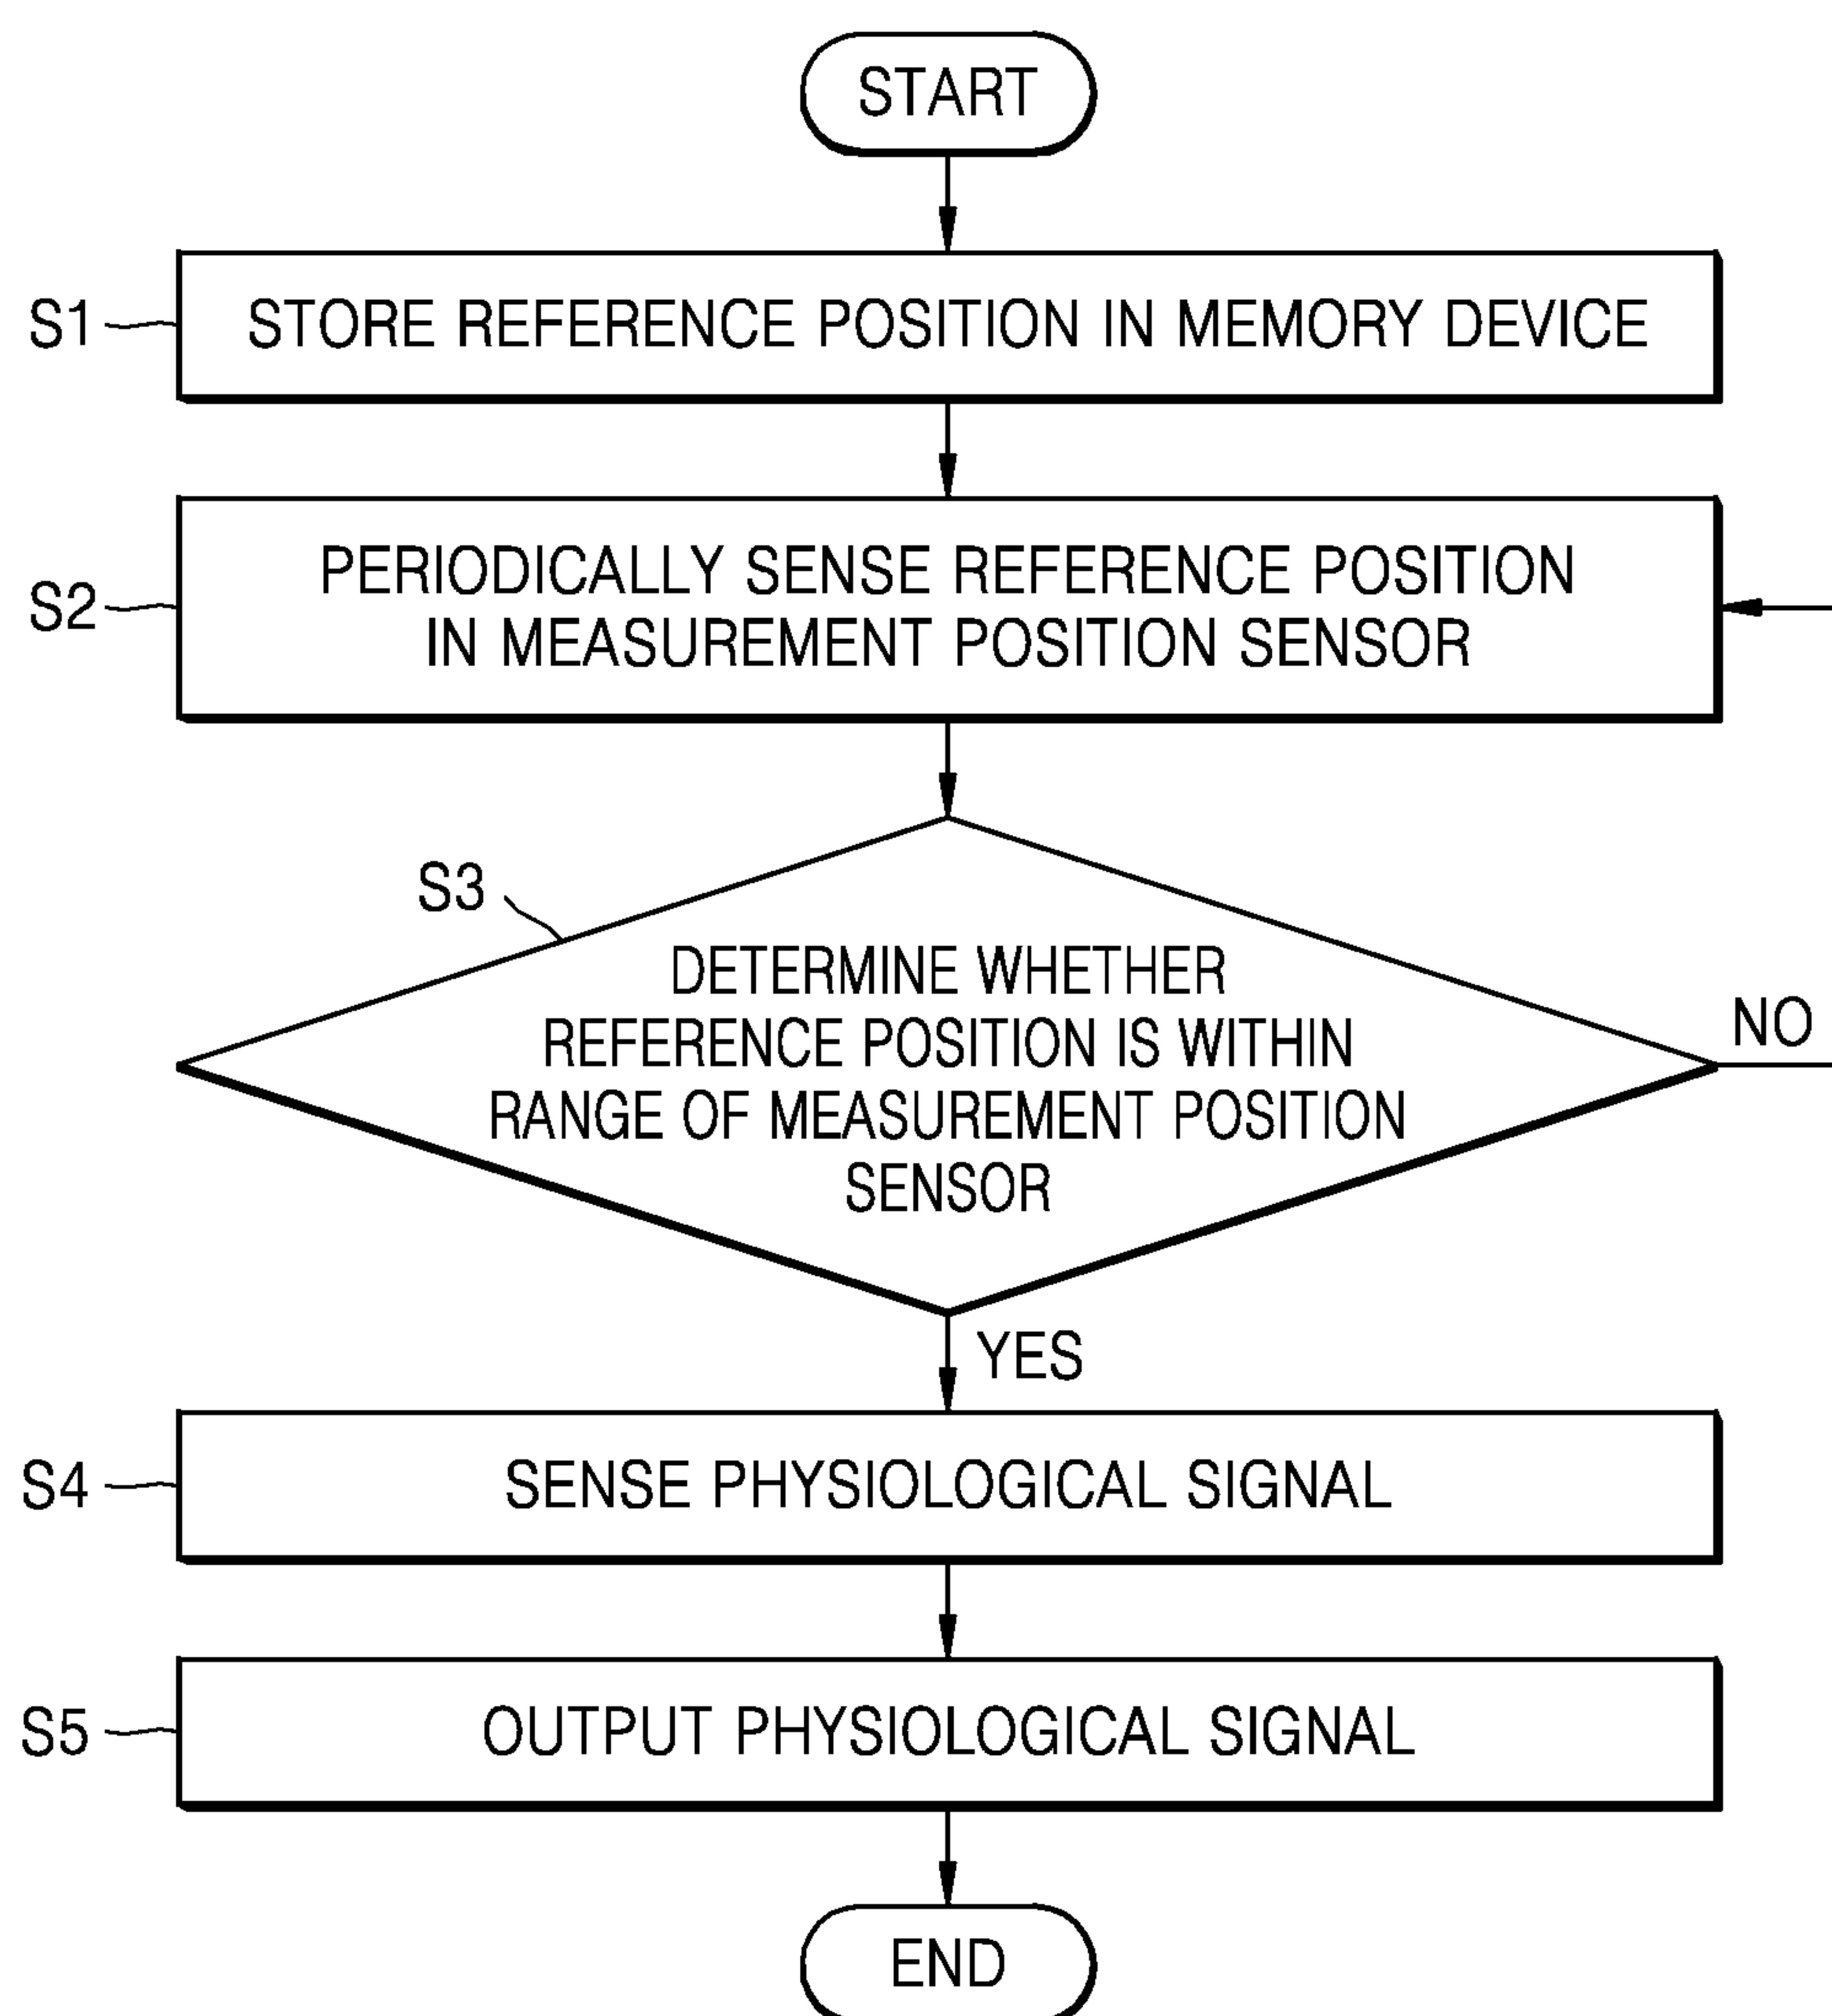 START
S1
STORE REFERENCE POSITION IN MEMORY DEVICE
S2
PERIODICALLY SENSE REFERENCE POSITION
IN MEASUREMENT POSITION SENSOR
S3
DETERMINE WHETHER
REFERENCE POSITION IS WITHIN
RANGE OF MEASUREMENT POSITION
SENSOR
NO
YES
S4
SENSE PHYSIOLOGICAL SIGNAL
S5
OUTPUT PHYSIOLOGICAL SIGNAL
END